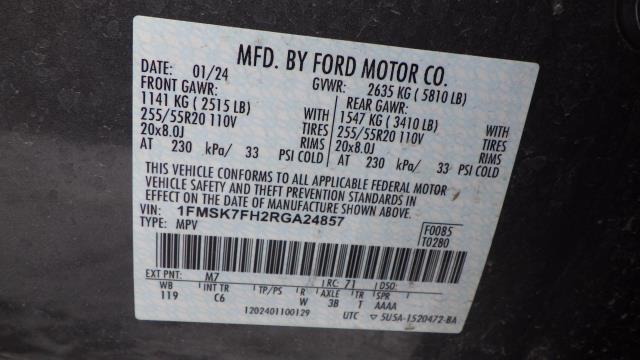 MFD. BY FORD MOTOR CO.
01/24 GVWR: 2635 KG ( 5810 LB)
FRONT GAWR: REAR GAWR:
1141 KG ( 2515 LB) WITH 1547 KG ( 3410 LB) WITH
255/55R20 110V TIRES 255/55R20 110V TIRES
20x8.0J RIMS 20x8.0J RIMS
AT 230 kPa/ 33 PSI COLD AT 230 kPa/ 33 PSI COLD
THIS VEHICLE CONFORMS TO ALL APPLICABLE FEDERAL MOTOR
VEHICLE SAFETY AND THEFT PREVENTION STANDARDS IN
EFFECT ON THE DATE OF MANUFACTURE SHOWN ABOVE.
VIN: 1FMSK7FH2RGA24857 F0085
TYPE: MPV T0280
EXT PNT: M7 RC: 71 DSO:
WB INT TR TP/PS R AXLE TR SPR
119 C6 W 3B T AAAA
1202401100129 UTC ▽ 5U5A-1520472-BA